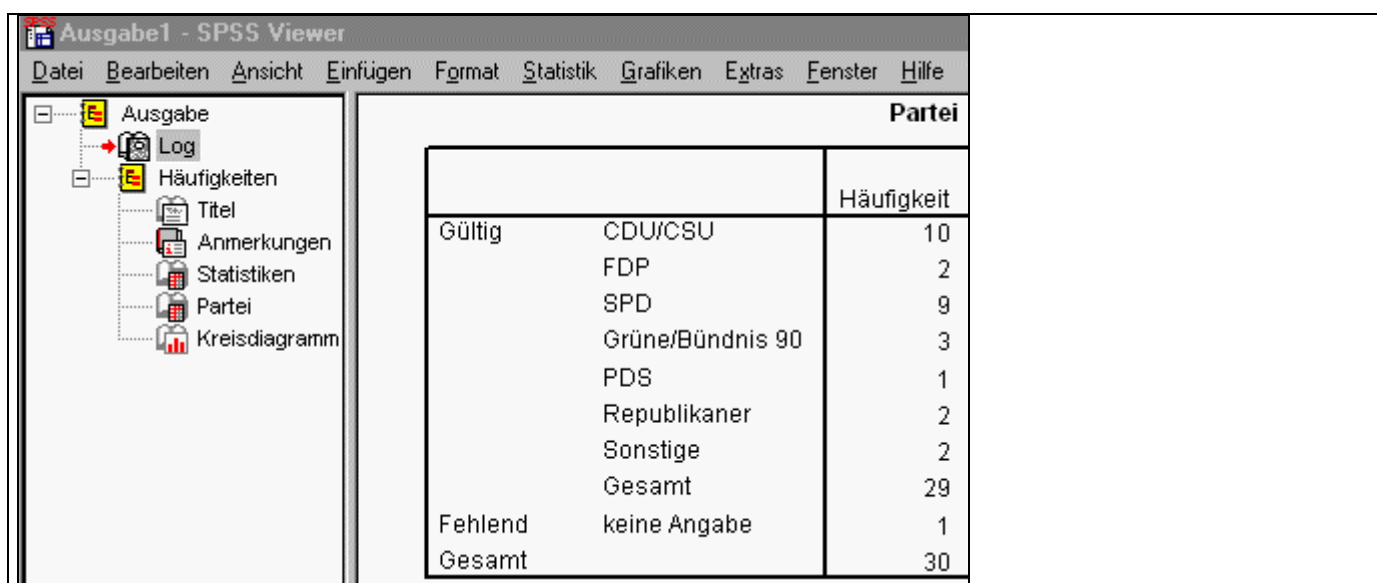 SPSS
Ausgabe1 - SPSS Viewer
Datei Bearbeiten Ansicht Einfügen Format Statistik Grafiken Extras Fenster Hilfe
Ausgabe
Log
Häufigkeiten
Titel
Anmerkungen
Statistiken
Partei
Kreisdiagramm
Partei
Häufigkeit
Gültig CDU/CSU 10
FDP 2
SPD 9
Grüne/Bündnis 90 3
PDS 1
Republikaner 2
Sonstige 2
Gesamt 29
Fehlend keine Angabe 1
Gesamt 30